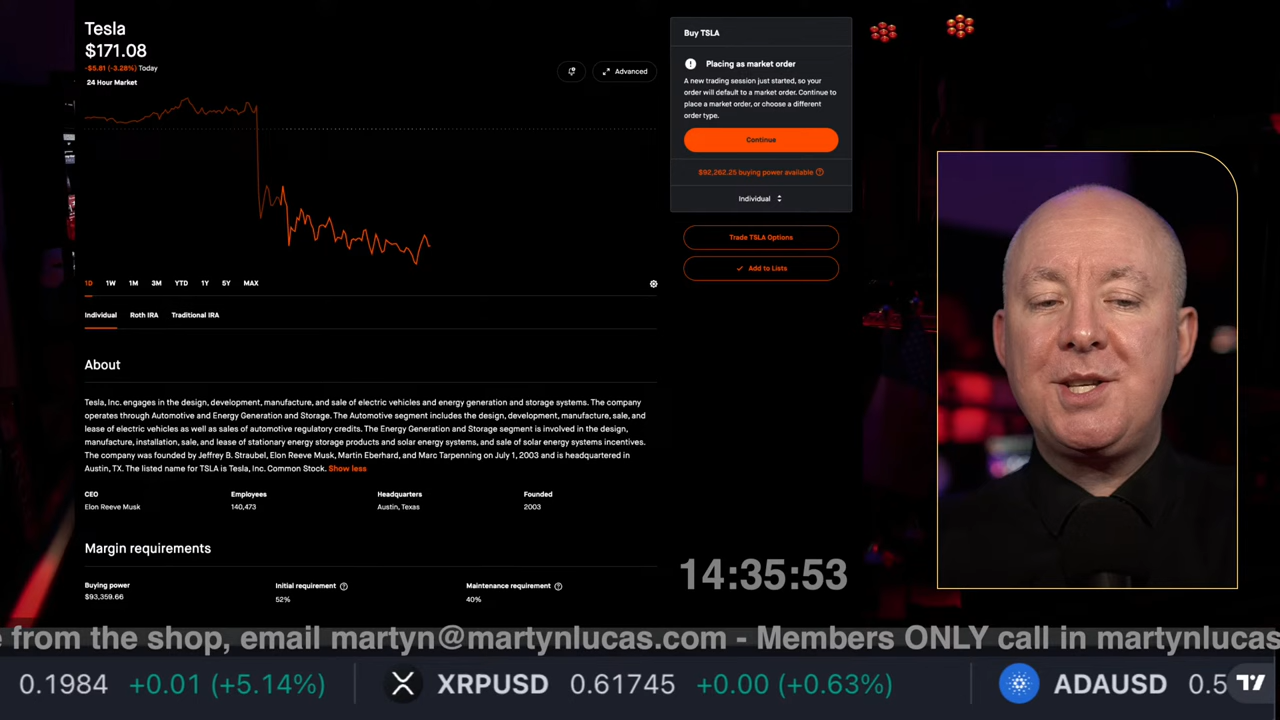 Tesla
$171.08
-$5.81 (-3.28%) Today
24 Hour Market
Advanced
1D 1W 1M 3M YTD 1Y 5Y MAX
Individual Roth IRA Traditional IRA
About
Tesla, Inc. engages in the design, development, manufacture, and sale of electric vehicles and energy generation and storage systems. The company
operates through Automotive and Energy Generation and Storage. The Automotive segment includes the design, development, manufacture, sale, and
lease of electric vehicles as well as sales of automotive regulatory credits. The Energy Generation and Storage segment is involved in the design,
manufacture, installation, sale, and lease of stationary energy storage products and solar energy systems, and sale of solar energy systems incentives.
The company was founded by Jeffrey B. Straubel, Elon Reeve Musk, Martin Eberhard, and Marc Tarpenning on July 1, 2003 and is headquartered in
Austin, TX. The listed name for TSLA is Tesla, Inc. Common Stock. Show less
CEO Employees Headquarters Founded
Elon Reeve Musk 140,473 Austin, Texas 2003
Margin requirements
Buying power Initial requirement Maintenance requirement
$93,359.66 52% 40%
Buy TSLA
Placing as market order
A new trading session just started, so your
order will default to a market order. Continue to
place a market order, or choose a different
order type.
Continue
$92,262.25 buying power available
Individual
Trade TSLA Options
Add to Lists
14:35:53
e from the shop, email martyn@martynlucas.com - Members ONLY call in martynlucas
0.1984 +0.01 (+5.14%) XRPUSD 0.61745 +0.00 (+0.63%) ADAUSD 0.5